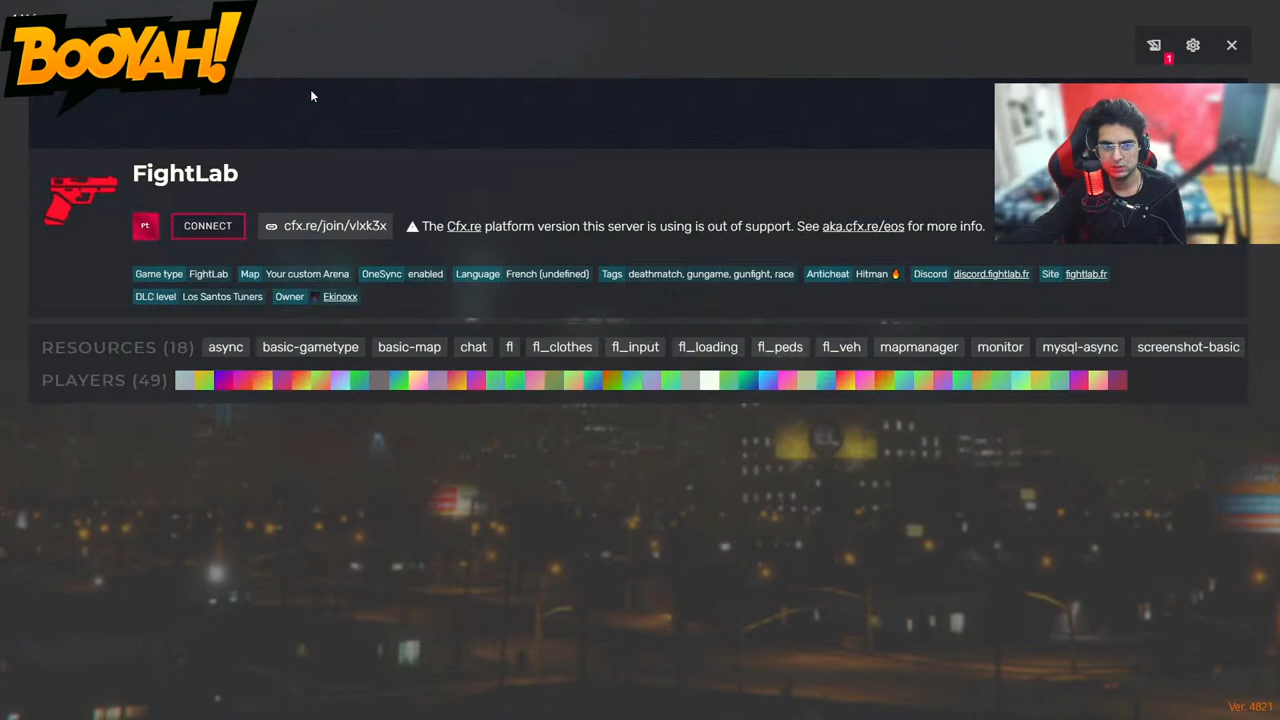 BOOYAH!
1
FightLab
Pt
CONNECT
cfx.re/join/vlxk3x
The Cfx.re platform version this server is using is out of support. See aka.cfx.re/eos for more info.
Game type FightLab Map Your custom Arena OneSync enabled Language French (undefined) Tags deathmatch, gungame, gunfight, race Anticheat Hitman 🔥 Discord discord.fightlab.fr Site fightlab.fr
DLC level Los Santos Tuners Owner Ekinoxx
RESOURCES (18) async basic-gametype basic-map chat fl fl_clothes fl_input fl_loading fl_peds fl_veh mapmanager monitor mysql-async screenshot-basic
PLAYERS (49)
Ver. 4821